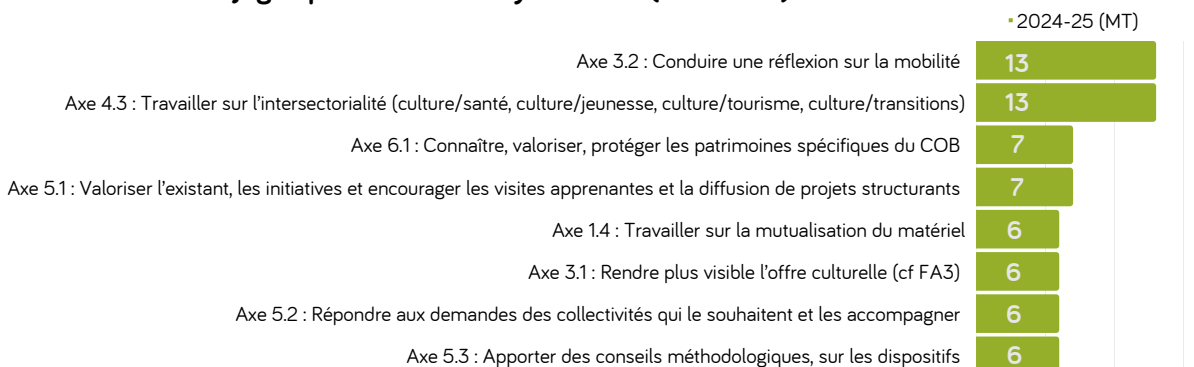 2024-25 (MT)
Axe 3.2 : Conduire une réflexion sur la mobilité 13
Axe 4.3 : Travailler sur l'intersectorialité (culture/santé, culture/jeunesse, culture/tourisme, culture/transitions) 13
Axe 6.1 : Connaître, valoriser, protéger les patrimoines spécifiques du COB 7
Axe 5.1 : Valoriser l'existant, les initiatives et encourager les visites apprenantes et la diffusion de projets structurants 7
Axe 1.4 : Travailler sur la mutualisation du matériel 6
Axe 3.1 : Rendre plus visible l'offre culturelle (cf FA3) 6
Axe 5.2 : Répondre aux demandes des collectivités qui le souhaitent et les accompagner 6
Axe 5.3 : Apporter des conseils méthodologiques, sur les dispositifs 6